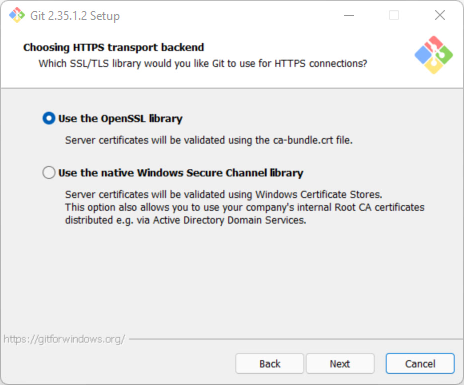 Git 2.35.1.2 Setup
Choosing HTTPS transport backend
Which SSL/TLS library would you like Git to use for HTTPS connections?
Use the OpenSSL library
Server certificates will be validated using the ca-bundle.crt file.
Use the native Windows Secure Channel library
Server certificates will be validated using Windows Certificate Stores.
This option also allows you to use your company's internal Root CA certificates
distributed e.g. via Active Directory Domain Services.
https://gitforwindows.org/
Back
Next
Cancel